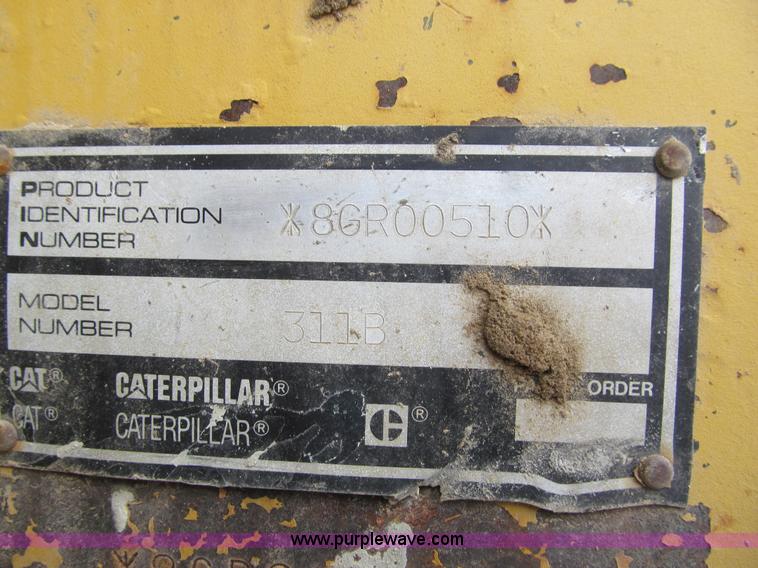 PRODUCT
IDENTIFICATION
NUMBER
*8GR00510*
MODEL
NUMBER
311B
CAT® CATERPILLAR®
CAT® CATERPILLAR® C ®
ORDER
www.purplewave.com